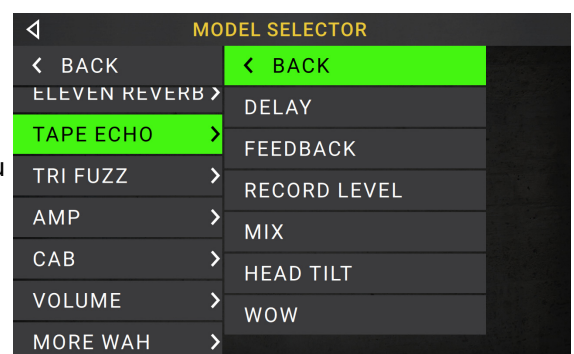 MODEL SELECTOR
< BACK
ELEVEN REVERB >
TAPE ECHO >
TRI FUZZ >
AMP >
CAB >
VOLUME >
MORE WAH >
< BACK
DELAY
FEEDBACK
RECORD LEVEL
MIX
HEAD TILT
WOW